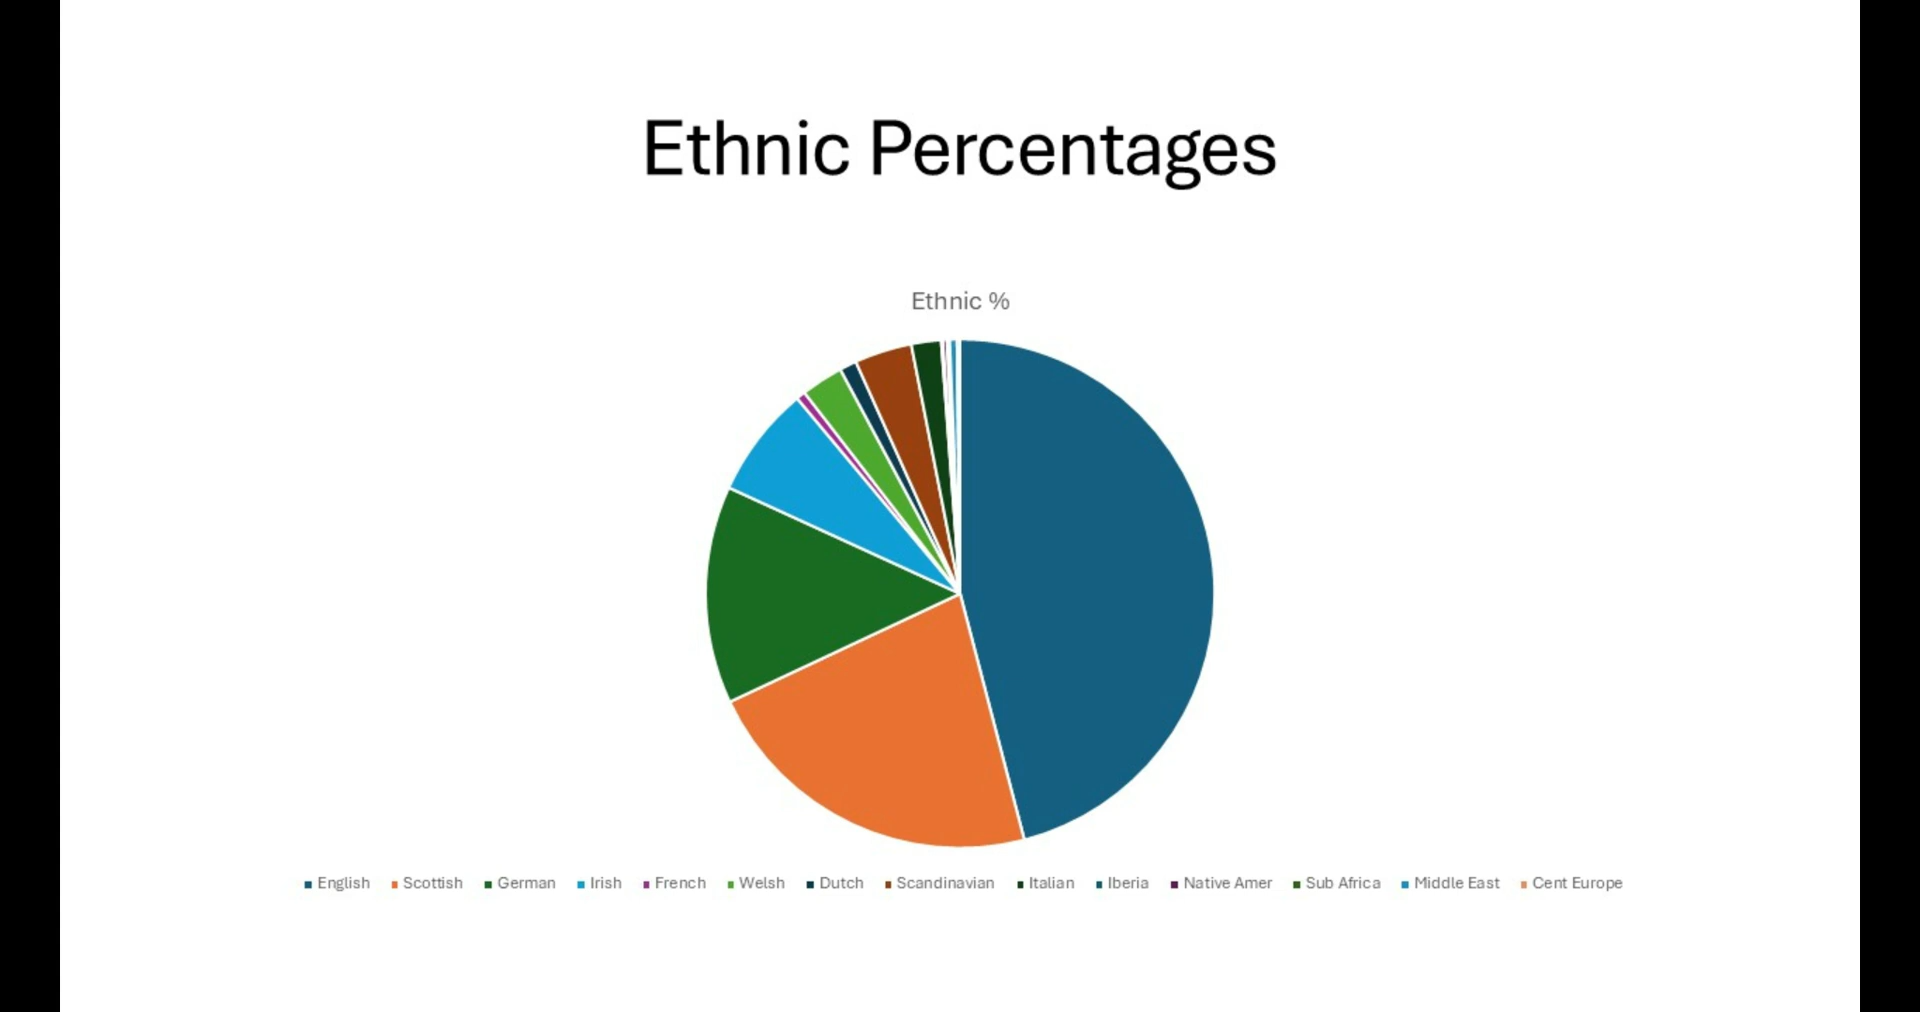 Ethnic Percentages
Ethnic %
English Scottish German Irish French Welsh Dutch Scandinavian Italian Iberia Native Amer Sub Africa Middle East Cent Europe